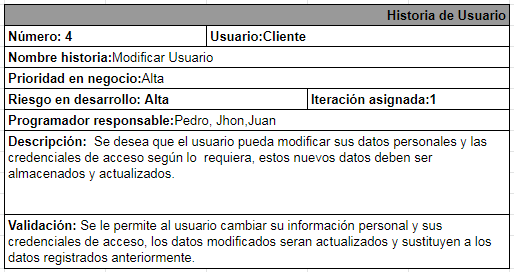 Historia de Usuario
Número: 4 Usuario:Cliente
Nombre historia:Modificar Usuario
Prioridad en negocio:Alta
Riesgo en desarrollo: Alta Iteración asignada:1
Programador responsable:Pedro, Jhon,Juan
Descripción: Se desea que el usuario pueda modificar sus datos personales y las
credenciales de acceso según lo requiera, estos nuevos datos deben ser
almacenados y actualizados.
Validación: Se le permite al usuario cambiar su información personal y sus
credenciales de acceso, los datos modificados seran actualizados y sustituyen a los
datos registrados anteriormente.